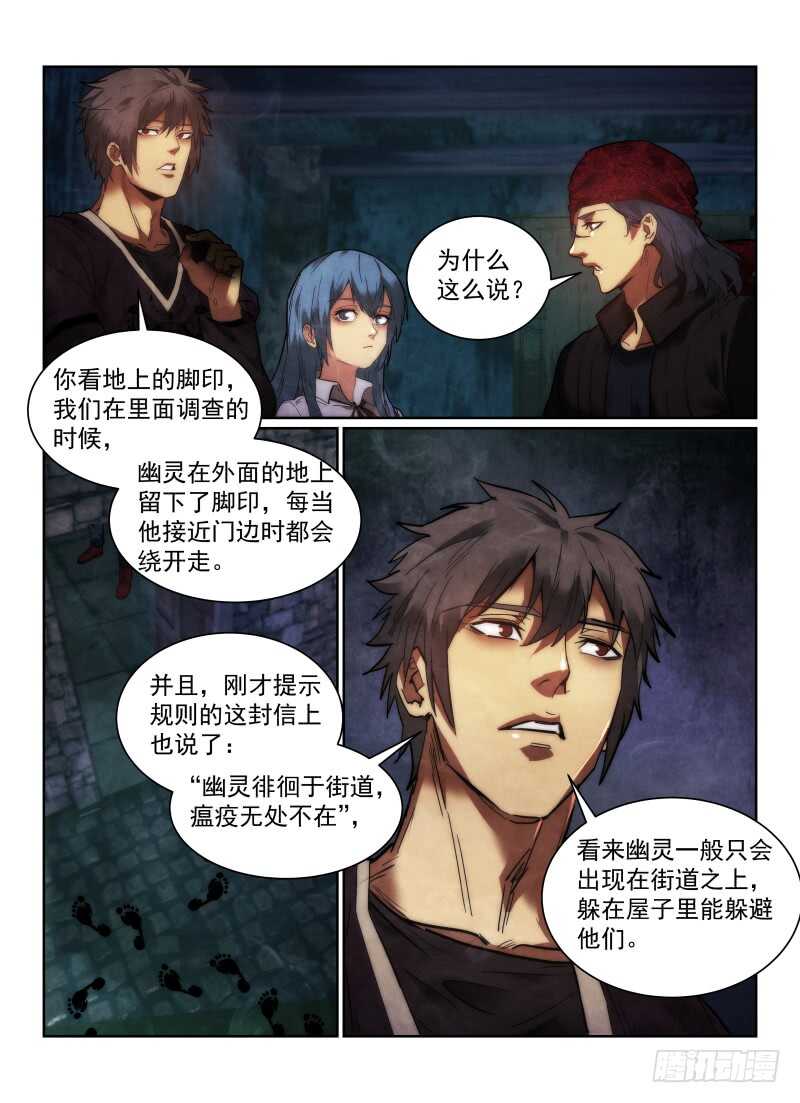 为什么
这么说？
你看地上的脚印，
我们在里面调查的
时候，
幽灵在外面的地上
留下了脚印，每当
他接近门边时都会
绕开走。
并且，刚才提示
规则的这封信上
也说了：
“幽灵徘徊于街道，
瘟疫无处不在”，
看来幽灵一般只会
出现在街道之上，
躲在屋子里能躲避
他们。
腾讯动漫